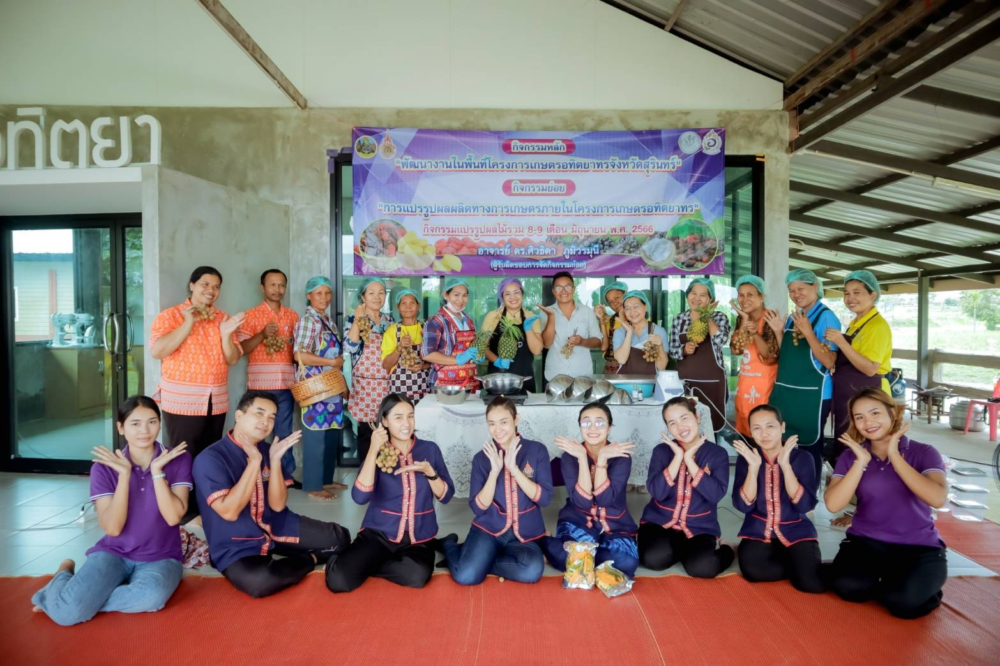 อทิตยา
กิจกรรมหลัก
"พัฒนางานในพื้นที่โครงการเกษตรอทิตยาทรจังหวัดสุรินทร์"
กิจกรรมย่อย
"การแปรรูปผลผลิตทางการเกษตรภายในโครงการเกษตรอทิตยาทร"
กิจกรรมแปรรูปผลไม้รวม 8-9 เดือน มิถุนายน พ.ศ. 2566
อาจารย์ ดร.ศิวธิดา ภูมิวรมุนี
(ผู้รับผิดชอบการจัดกิจกรรมย่อย)